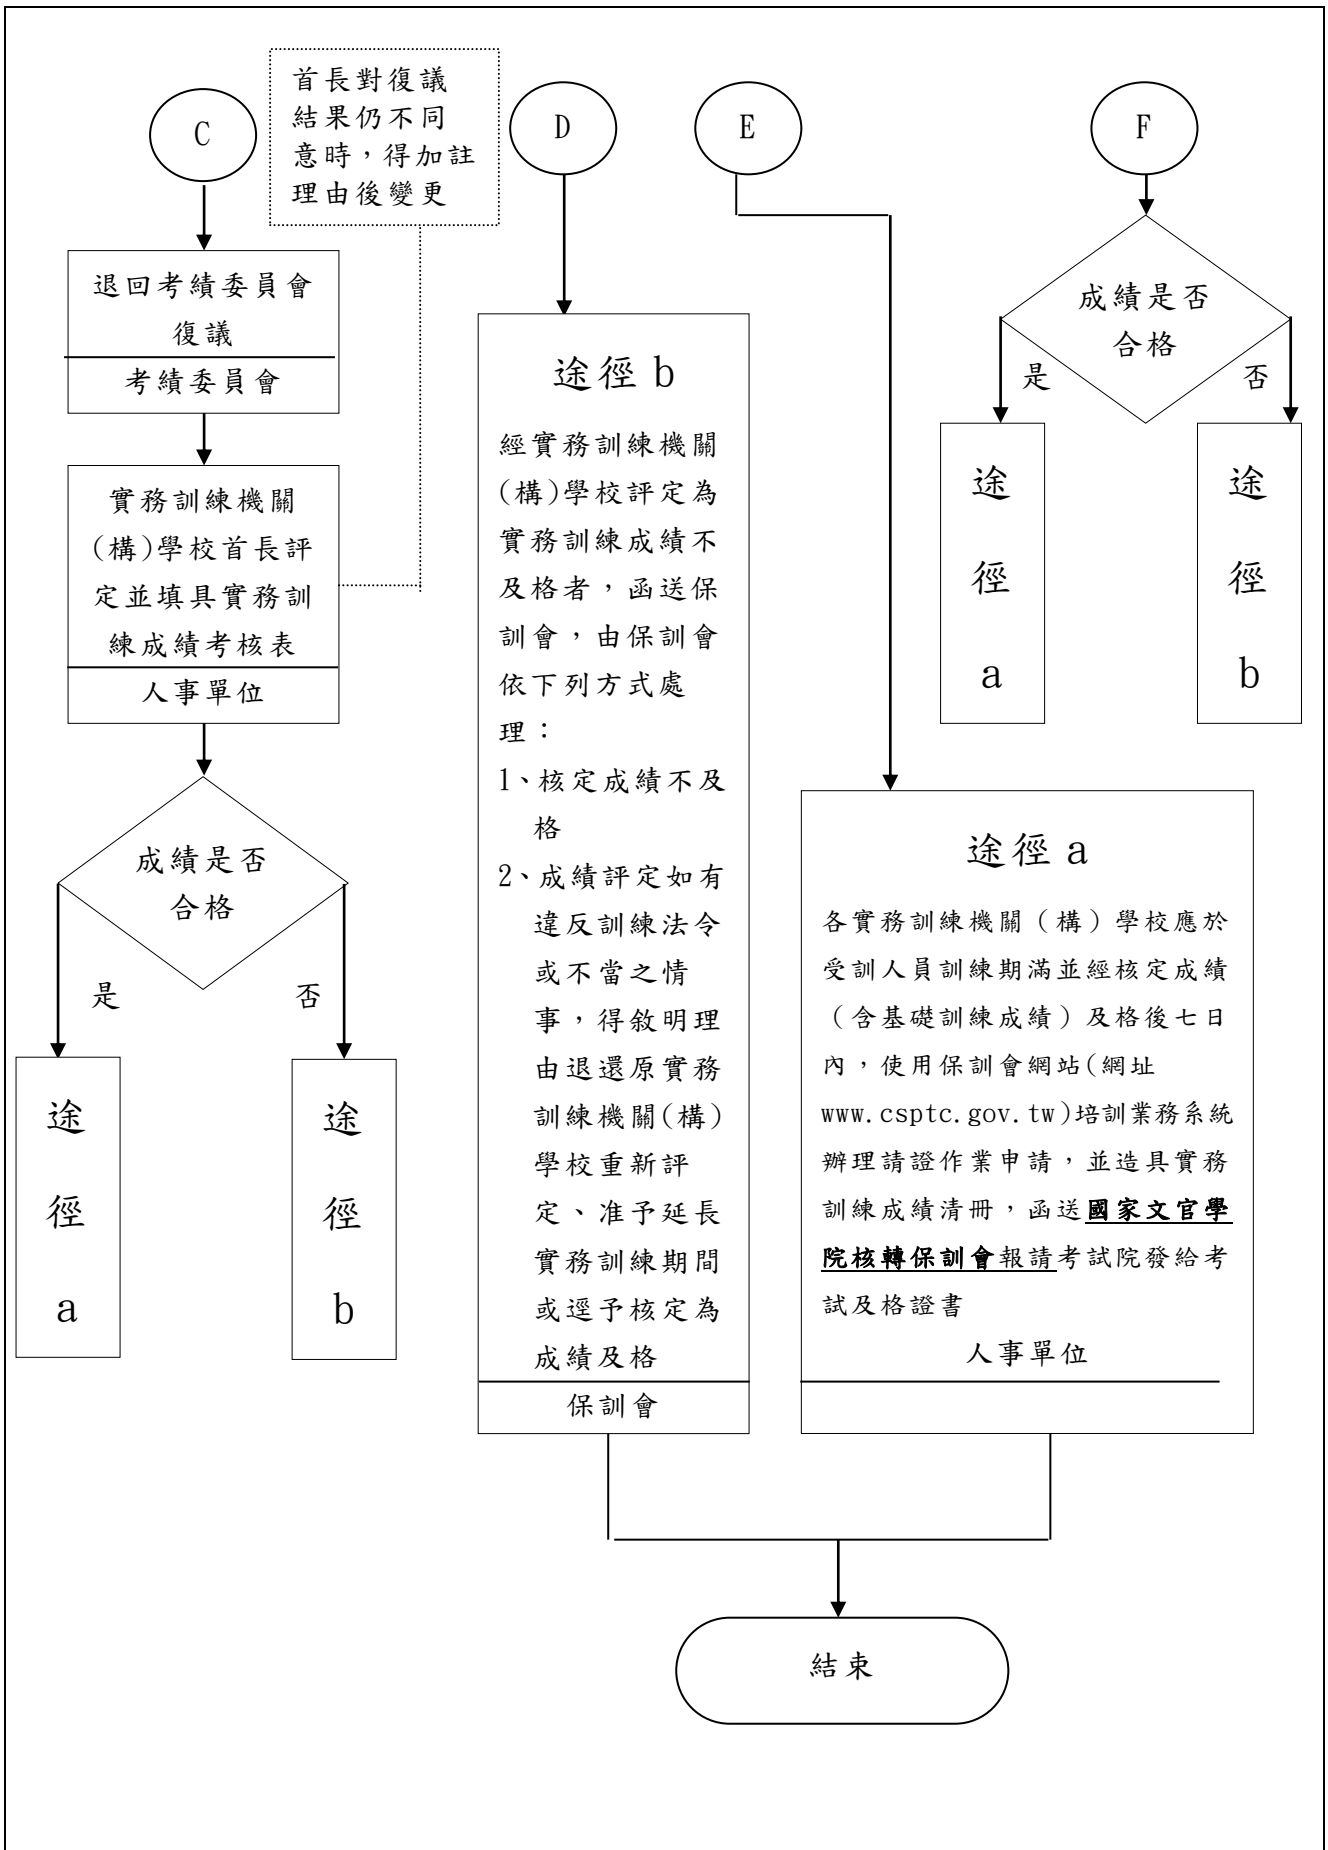 C
首長對復議
結果仍不同
意時，得加註
理由後變更
D
E
F
退回考績委員會
復議
考績委員會
實務訓練機關
(構)學校首長評
定並填具實務訓
練成績考核表
人事單位
成績是否
合格
是
否
途
徑
a
途
徑
b
途徑 b
經實務訓練機關
(構)學校評定為
實務訓練成績不
及格者，函送保
訓會，由保訓會
依下列方式處
理：
1、核定成績不及
格
2、成績評定如有
違反訓練法令
或不當之情
事，得敘明理
由退還原實務
訓練機關(構)
學校重新評
定、准予延長
實務訓練期間
或逕予核定為
成績及格
保訓會
成績是否
合格
是
否
途
徑
a
途
徑
b
途徑 a
各實務訓練機關（構）學校應於
受訓人員訓練期滿並經核定成績
（含基礎訓練成績）及格後七日
內，使用保訓會網站(網址
www.csptc.gov.tw)培訓業務系統
辦理請證作業申請，並造具實務
訓練成績清冊，函送國家文官學
院核轉保訓會報請考試院發給考
試及格證書
人事單位
結束